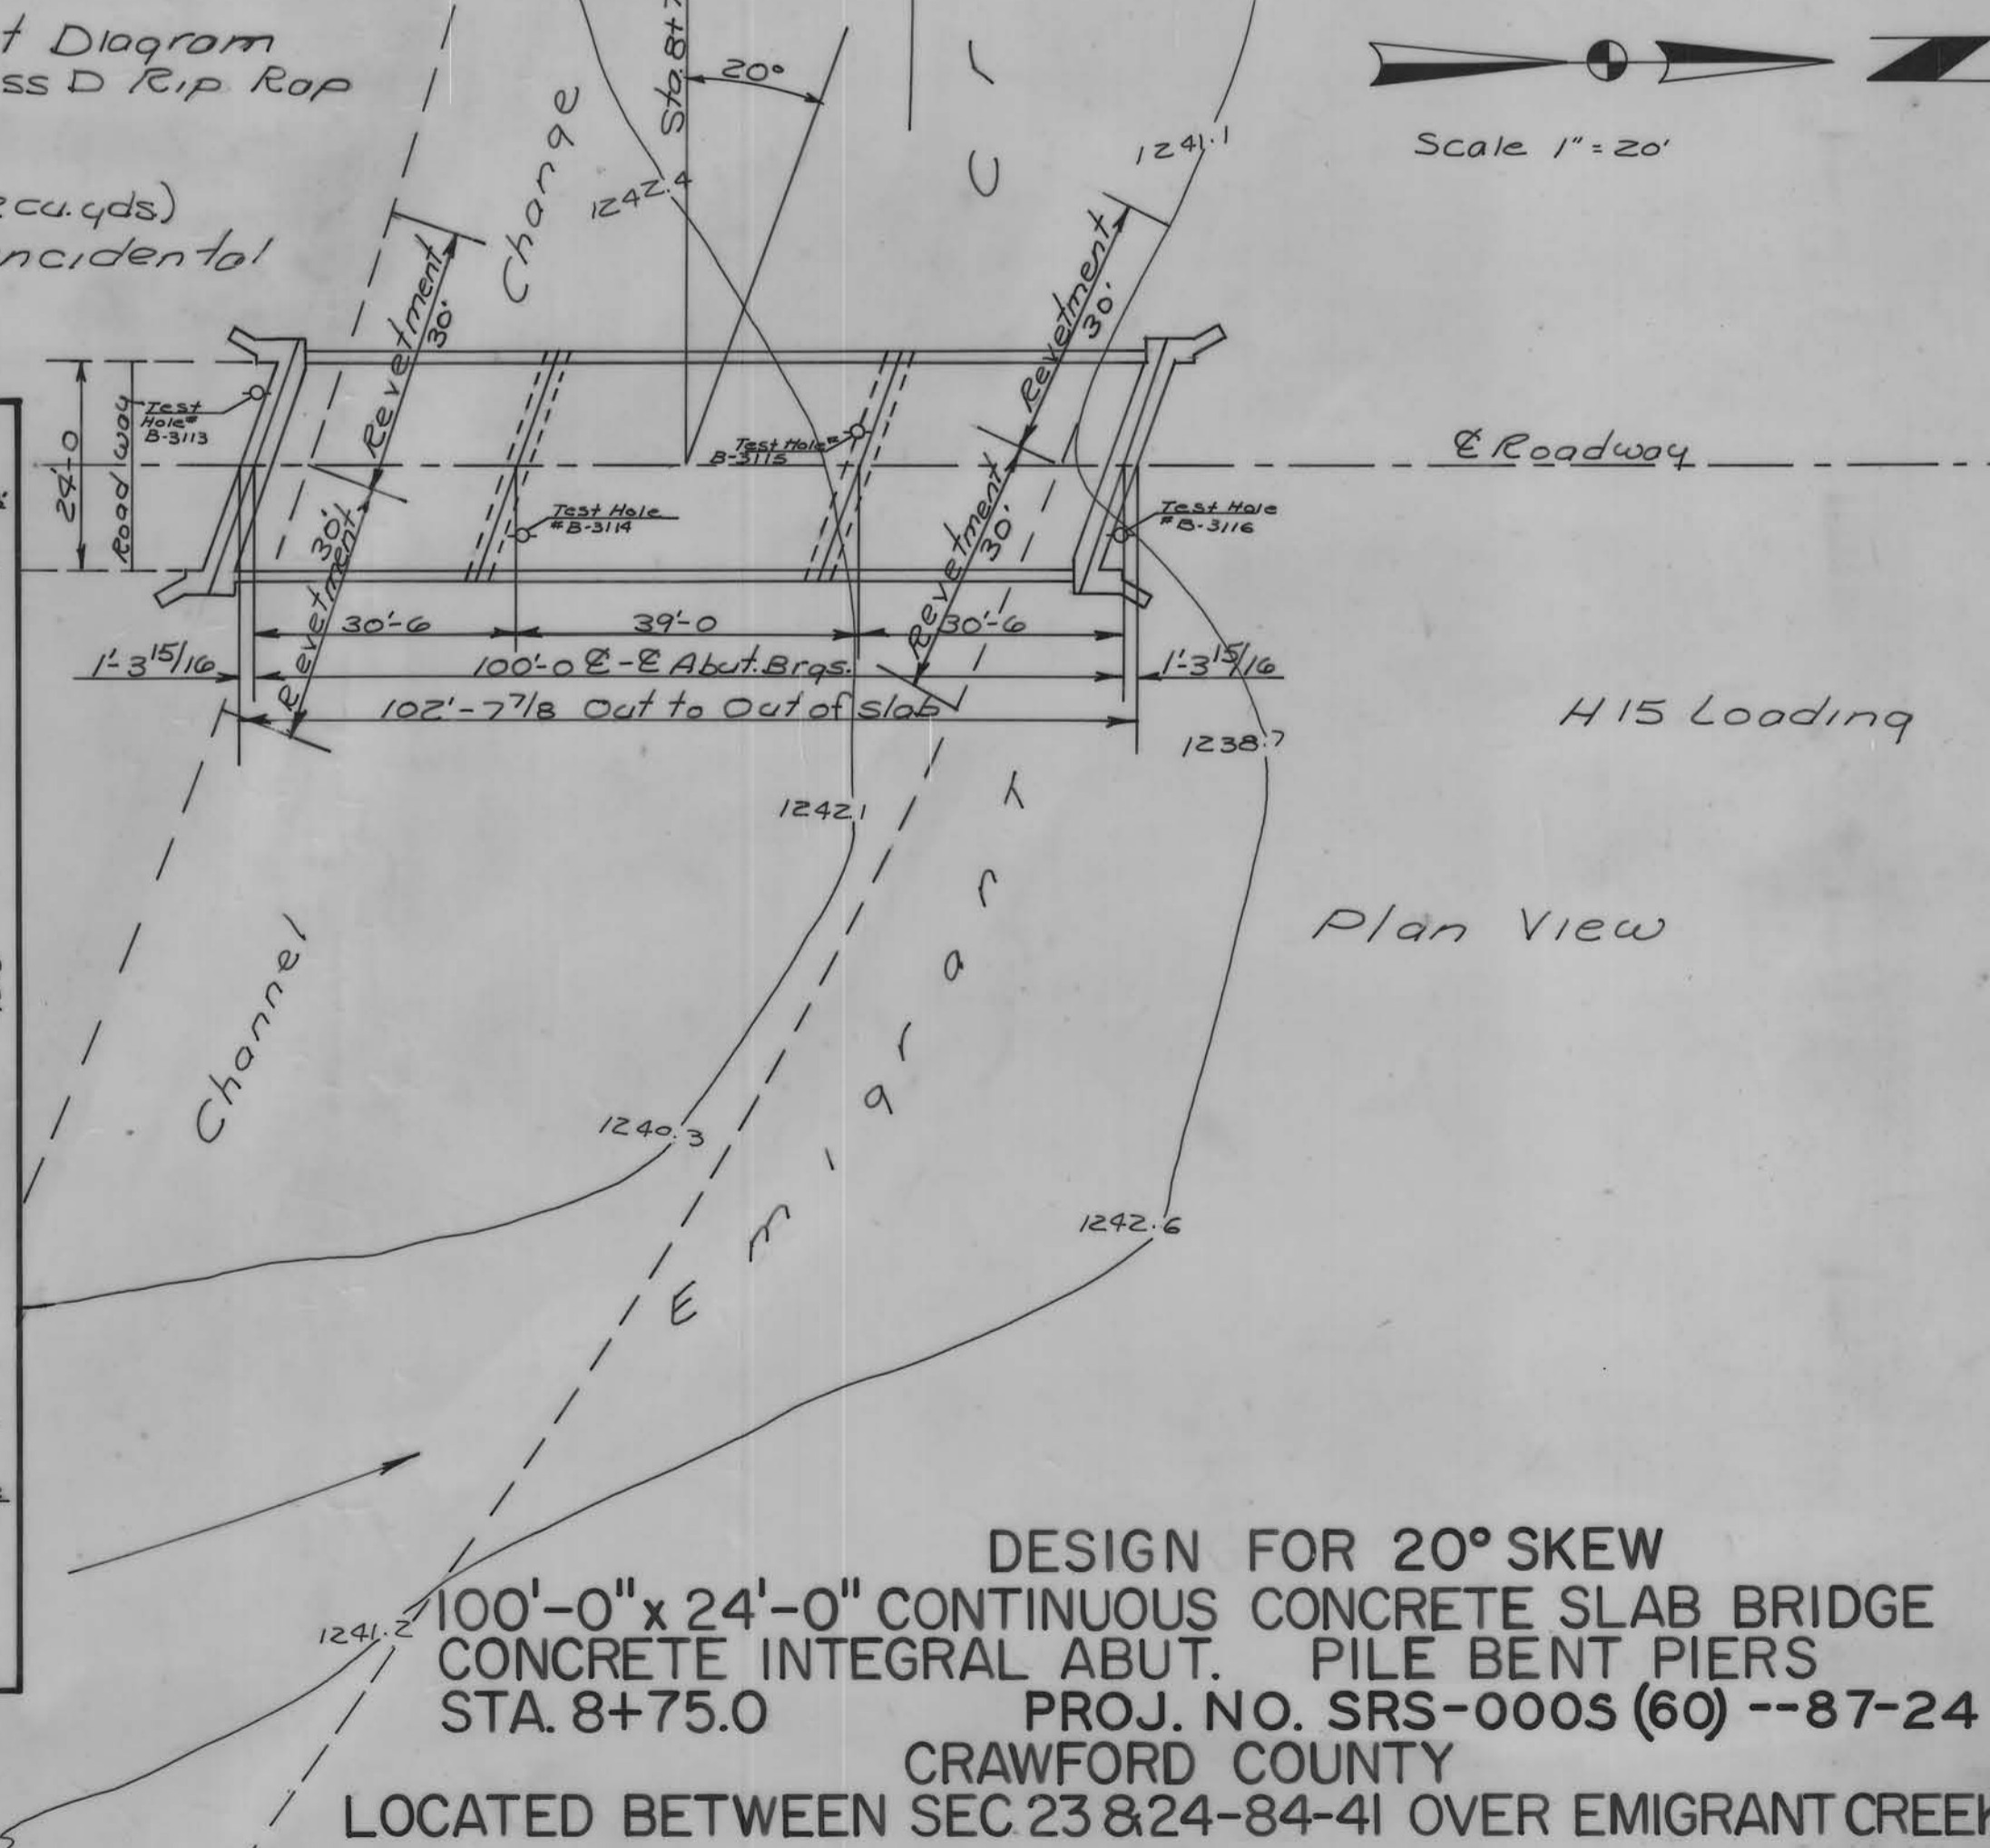 t Diagram
ss D Rip Rap
cu.yds)
ncidental
Change
Sta. 8+7
20°
C r
1241.1
1242.4
Scale 1" = 20'
Revetment
30'
Revetment
30'
24'-0
Roadway
Test
Hole#
B-3113
Test Hole#
B-3115
℄ Roadway
Test Hole
#B-3114
Test Hole
#B-3116
30'
Revetment
Revetment
30'
30'-6
39'-0
30'-6
1'-3 15/16
100'-0 ℄-℄ Abut. Brgs.
1'-3 15/16
102'-7 7/8 Out to Out of slab
H 15 Loading
1238.7
1242.1
Plan View
Channel
Emigrant
1240.3
1242.6
1241.2
DESIGN FOR 20° SKEW
100'-0" x 24'-0" CONTINUOUS CONCRETE SLAB BRIDGE
CONCRETE INTEGRAL ABUT. PILE BENT PIERS
STA. 8+75.0 PROJ. NO. SRS-000S (60) --87-24
CRAWFORD COUNTY
LOCATED BETWEEN SEC 23 & 24-84-41 OVER EMIGRANT CREEK